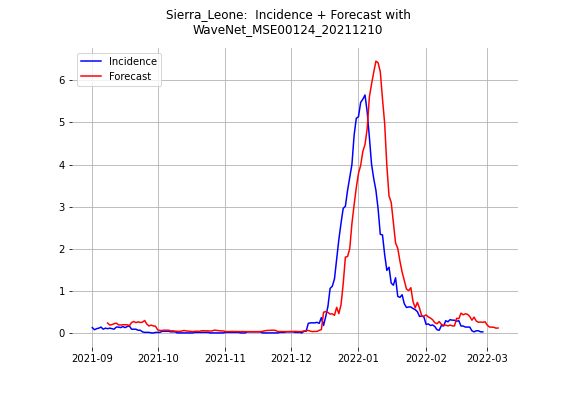 Sierra_Leone:  Incidence + Forecast with
WaveNet_MSE00124_20211210
Incidence
Forecast
6
5
4
3
2
1
0
2021-09 2021-10 2021-11 2021-12 2022-01 2022-02 2022-03